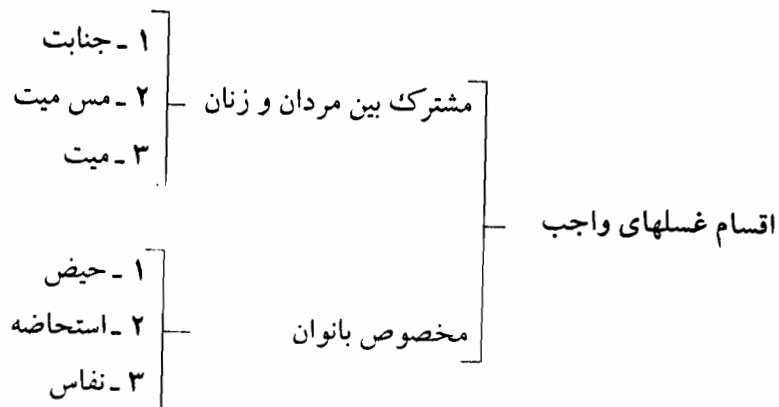 اقسام غسلهای واجب
مشترک بین مردان و زنان
۱ ـ جنابت
۲ ـ مس میت
۳ ـ میت
مخصوص بانوان
۱ ـ حیض
۲ ـ استحاضه
۳ ـ نفاس